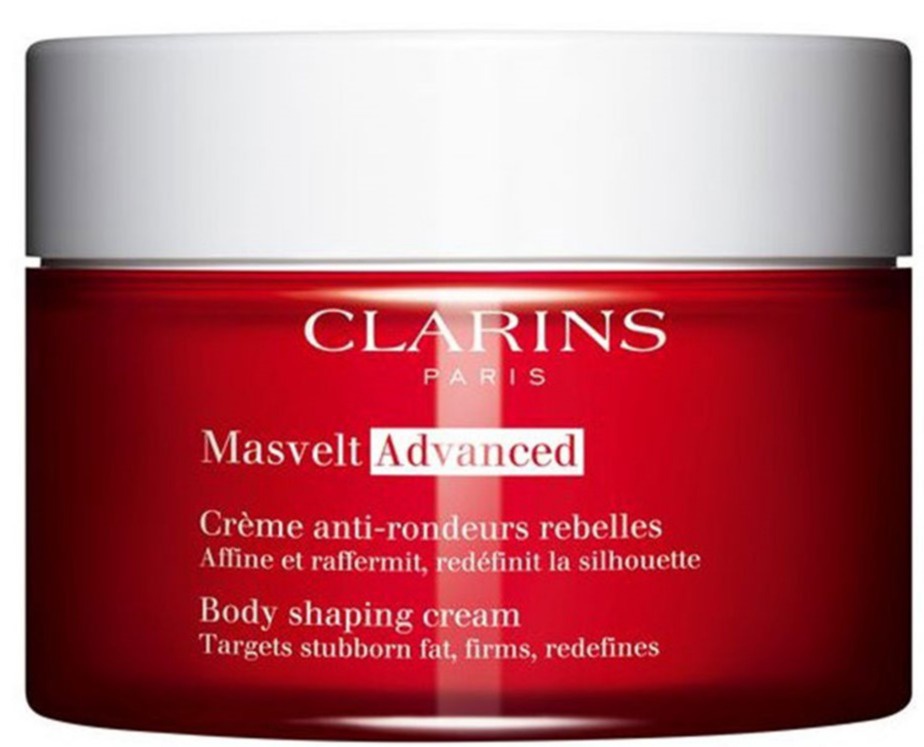 CLARINS
PARIS
Masvelt Advanced
Crème anti-rondeurs rebelles
Affine et raffermit, redéfinit la silhouette
Body shaping cream
Targets stubborn fat, firms, redefines